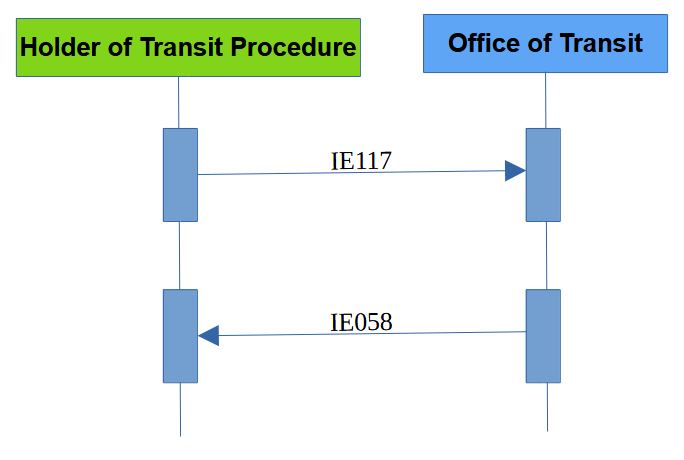 Holder of Transit Procedure
Office of Transit
IE117
IE058